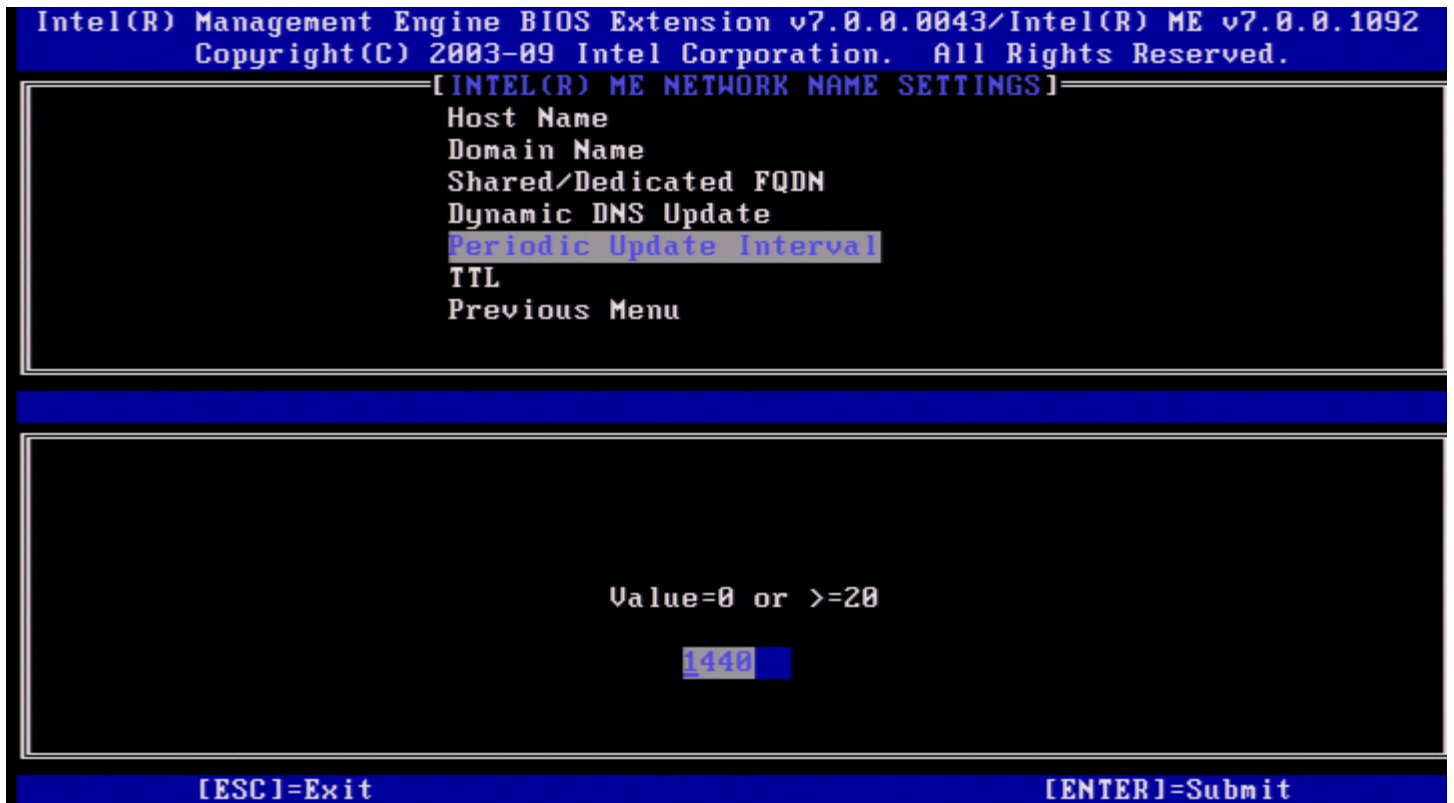 Intel(R) Management Engine BIOS Extension v7.0.0.0043/Intel(R) ME v7.0.0.1092
Copyright(C) 2003-09 Intel Corporation. All Rights Reserved.
[INTEL(R) ME NETWORK NAME SETTINGS]
Host Name
Domain Name
Shared/Dedicated FQDN
Dynamic DNS Update
Periodic Update Interval
TTL
Previous Menu
Value=0 or >=20
1440
[ESC]=Exit [ENTER]=Submit